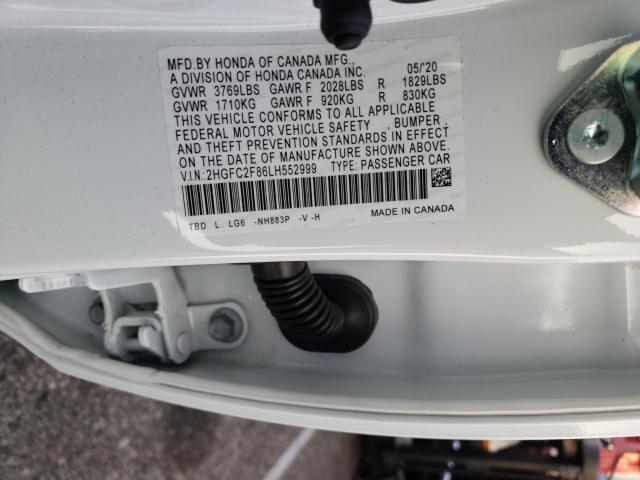 MFD.BY HONDA OF CANADA MFG.,
A DIVISION OF HONDA CANADA INC. 05/'20
GVWR 3769LBS GAWR F 2028LBS R 1829LBS
GVWR 1710KG GAWR F 920KG R 830KG
THIS VEHICLE CONFORMS TO ALL APPLICABLE
FEDERAL MOTOR VEHICLE SAFETY , BUMPER,
AND THEFT PREVENTION STANDARDS IN EFFECT
ON THE DATE OF MANUFACTURE SHOWN ABOVE.
V.I.N.:2HGFC2F86LH552999 TYPE: PASSENGER CAR
TBD L LG6 -NH883P -V -H
MADE IN CANADA